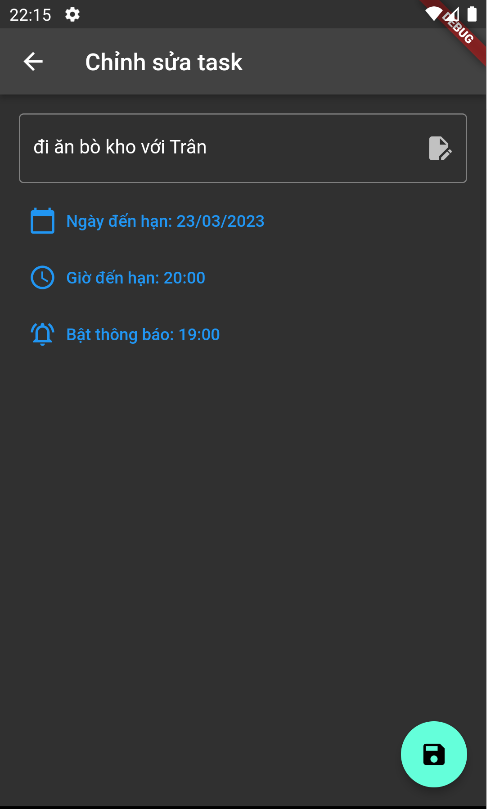 22:15
DEBUG
Chỉnh sửa task
đi ăn bò kho với Trân
Ngày đến hạn: 23/03/2023
Giờ đến hạn: 20:00
Bật thông báo: 19:00